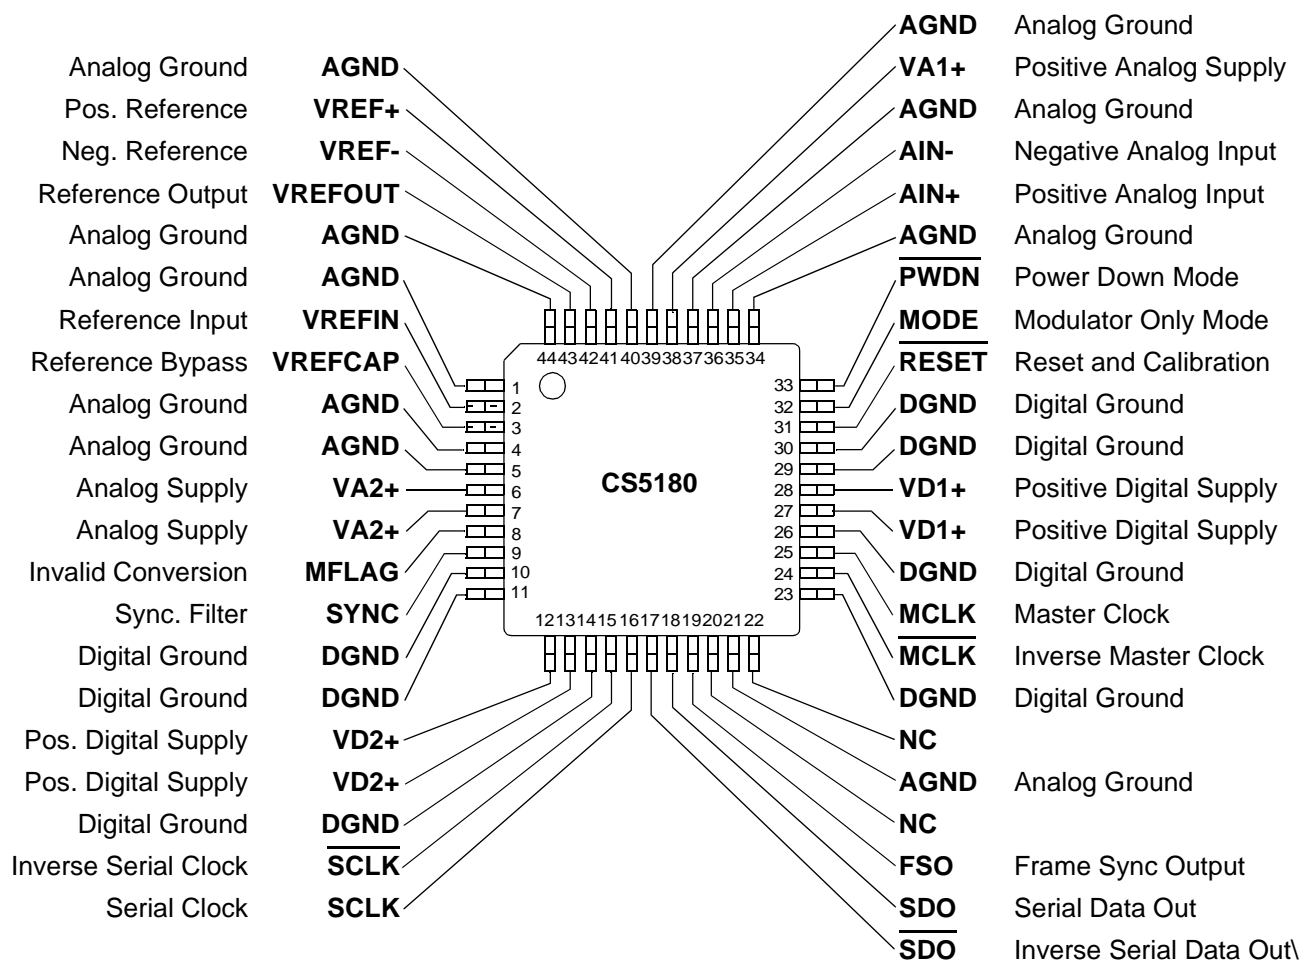 AGND Analog Ground
Analog Ground AGND VA1+ Positive Analog Supply
Pos. Reference VREF+ AGND Analog Ground
Neg. Reference VREF- AIN- Negative Analog Input
Reference Output VREFOUT AIN+ Positive Analog Input
Analog Ground AGND AGND Analog Ground
Analog Ground AGND PWDN Power Down Mode
Reference Input VREFIN MODE Modulator Only Mode
Reference Bypass VREFCAP 44 43 42 41 40 39 38 37 36 35 34 RESET Reset and Calibration
1 33
Analog Ground AGND 2 32 DGND Digital Ground
3 31
Analog Ground AGND 4 30 DGND Digital Ground
5 29
Analog Supply VA2+ 6 CS5180 28 VD1+ Positive Digital Supply
7 27
Analog Supply VA2+ 8 26 VD1+ Positive Digital Supply
9 25
Invalid Conversion MFLAG 10 24 DGND Digital Ground
11 23
Sync. Filter SYNC 12 13 14 15 16 17 18 19 20 21 22 MCLK Master Clock
Digital Ground DGND MCLK Inverse Master Clock
Digital Ground DGND DGND Digital Ground
Pos. Digital Supply VD2+ NC
Pos. Digital Supply VD2+ AGND Analog Ground
Digital Ground DGND NC
Inverse Serial Clock SCLK FSO Frame Sync Output
Serial Clock SCLK SDO Serial Data Out
SDO Inverse Serial Data Out\